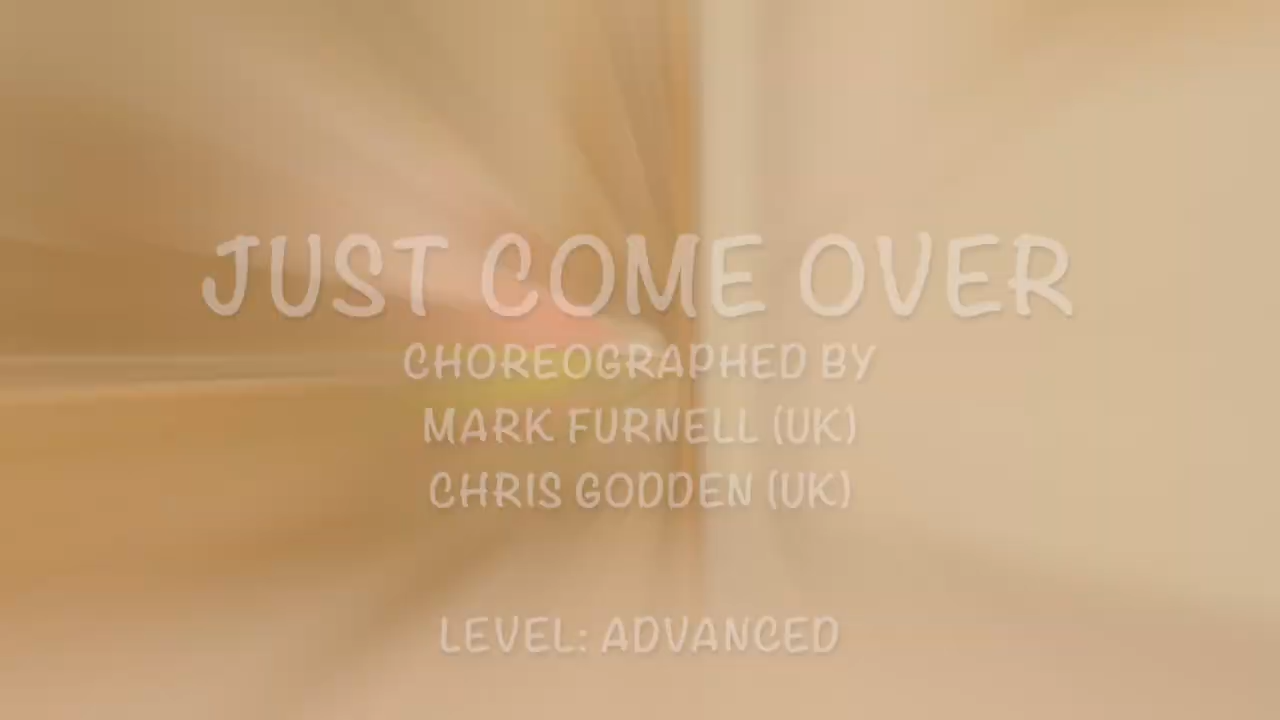 JUST COME OVER
CHOREOGRAPHED BY
MARK FURNELL (UK)
CHRIS GODDEN (UK)
LEVEL: ADVANCED